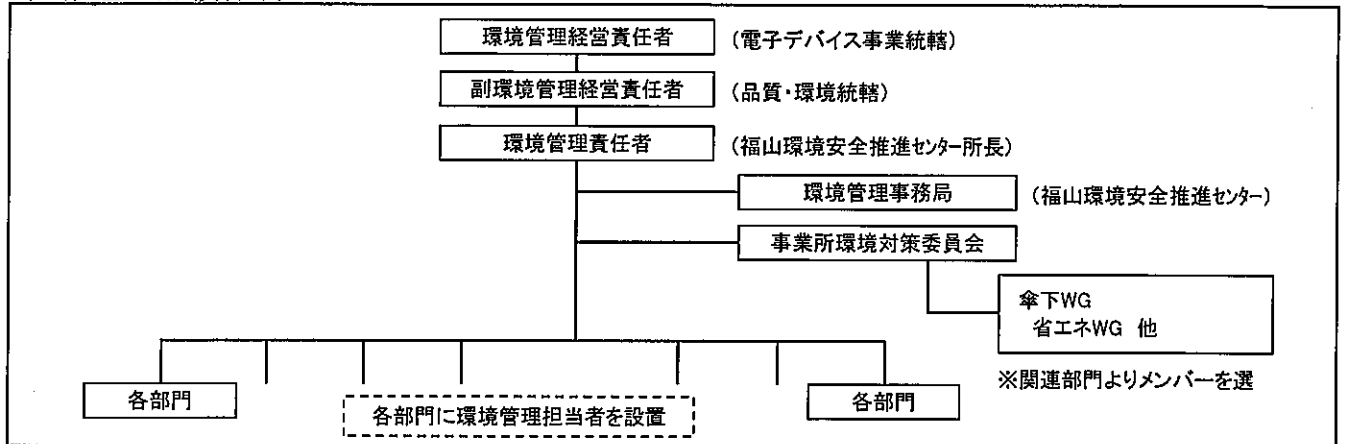 環境管理経営責任者 (電子デバイス事業統轄)
副環境管理経営責任者 (品質・環境統轄)
環境管理責任者 (福山環境安全推進センター所長)
環境管理事務局 (福山環境安全推進センター)
事業所環境対策委員会
傘下WG
省エネWG 他
※関連部門よりメンバーを選
各部門 各部門
各部門に環境管理担当者を設置